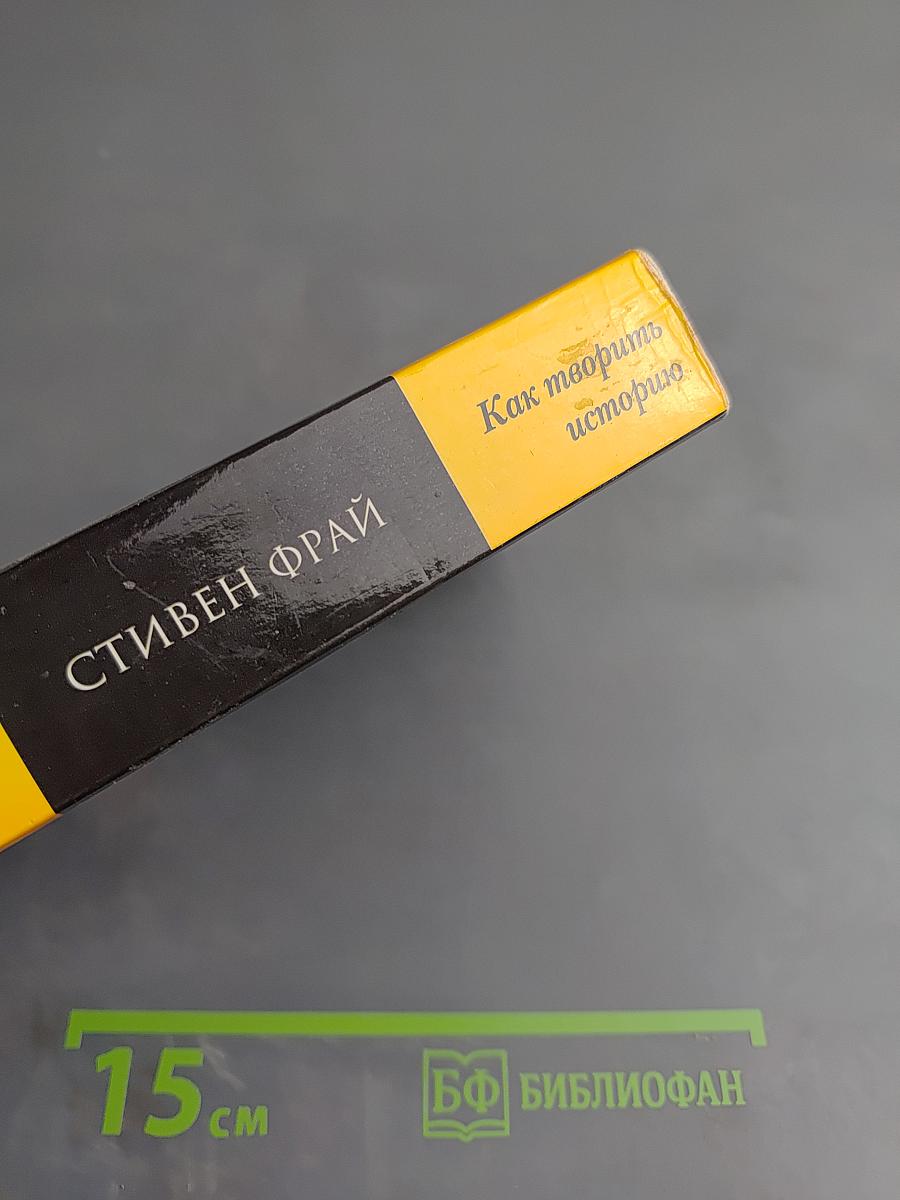 СТИВЕН ФРАЙ
Как творить
историю
15 см
БФ БИБЛИОФАН